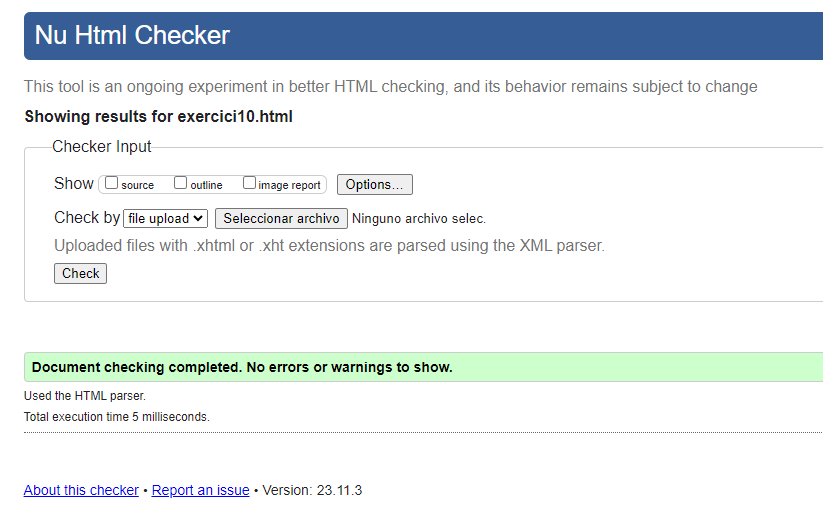 Nu Html Checker
This tool is an ongoing experiment in better HTML checking, and its behavior remains subject to change
Showing results for exercici10.html
Checker Input
Show source outline image report Options...
Check by file upload Seleccionar archivo Ninguno archivo selec.
Uploaded files with .xhtml or .xht extensions are parsed using the XML parser.
Check
Document checking completed. No errors or warnings to show.
Used the HTML parser.
Total execution time 5 milliseconds.
About this checker • Report an issue • Version: 23.11.3